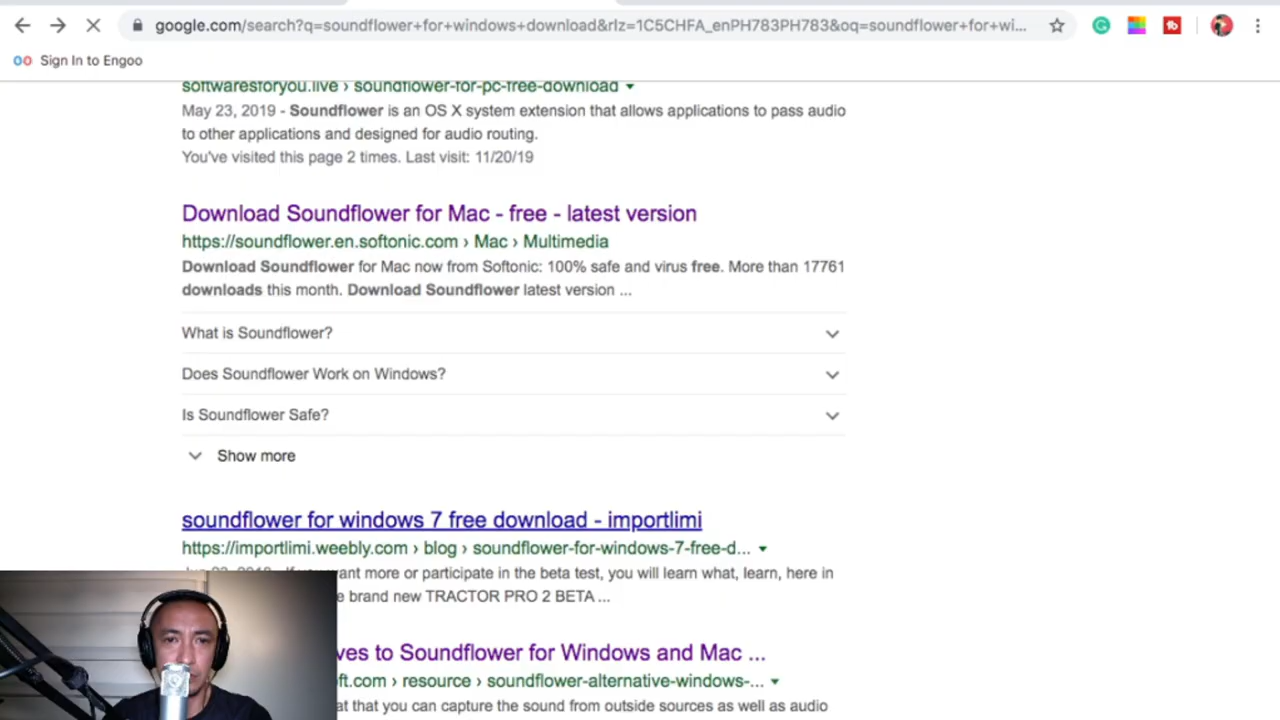 google.com/search?q=soundflower+for+windows+download&rlz=1C5CHFA_enPH783PH783&oq=soundflower+for+wi...
Sign In to Engoo
softwaresforyou.live › soundflower-for-pc-free-download
May 23, 2019 - Soundflower is an OS X system extension that allows applications to pass audio
to other applications and designed for audio routing.
You've visited this page 2 times. Last visit: 11/20/19
Download Soundflower for Mac - free - latest version
https://soundflower.en.softonic.com › Mac › Multimedia
Download Soundflower for Mac now from Softonic: 100% safe and virus free. More than 17761
downloads this month. Download Soundflower latest version ...
What is Soundflower?
Does Soundflower Work on Windows?
Is Soundflower Safe?
Show more
soundflower for windows 7 free download - importlimi
https://importlimi.weebly.com › blog › soundflower-for-windows-7-free-d...
want more or participate in the beta test, you will learn what, learn, here in
brand new TRACTOR PRO 2 BETA ...
to Soundflower for Windows and Mac ...
› resource › soundflower-alternative-windows-...
that you can capture the sound from outside sources as well as audio